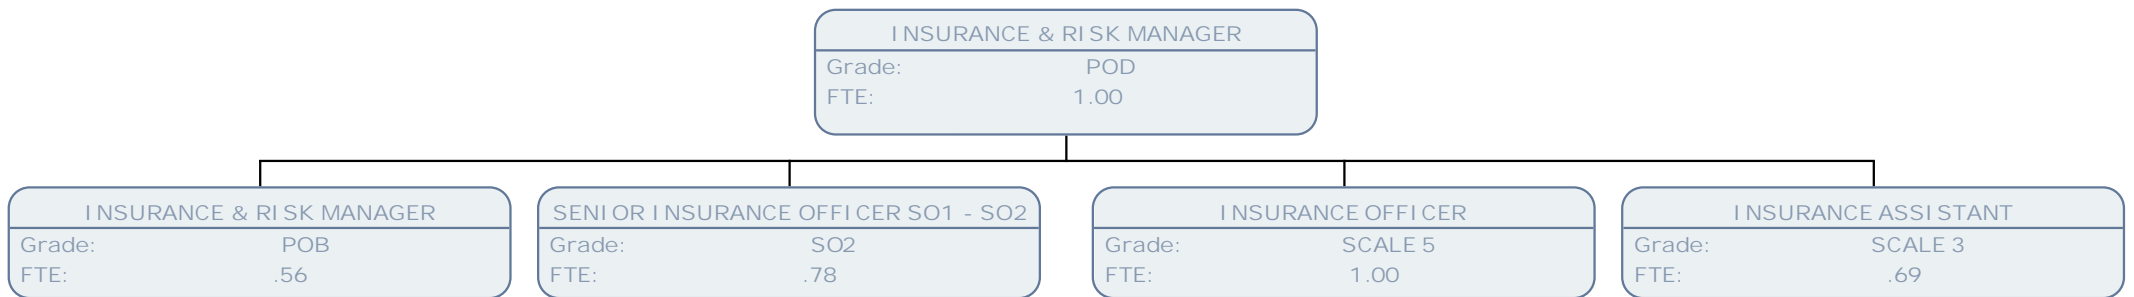 INSURANCE & RISK MANAGER
Grade: POD
FTE: 1.00
INSURANCE & RISK MANAGER
Grade: POB
FTE: .56
SENIOR INSURANCE OFFICER SO1 - SO2
Grade: SO2
FTE: .78
INSURANCE OFFICER
Grade: SCALE 5
FTE: 1.00
INSURANCE ASSISTANT
Grade: SCALE 3
FTE: .69